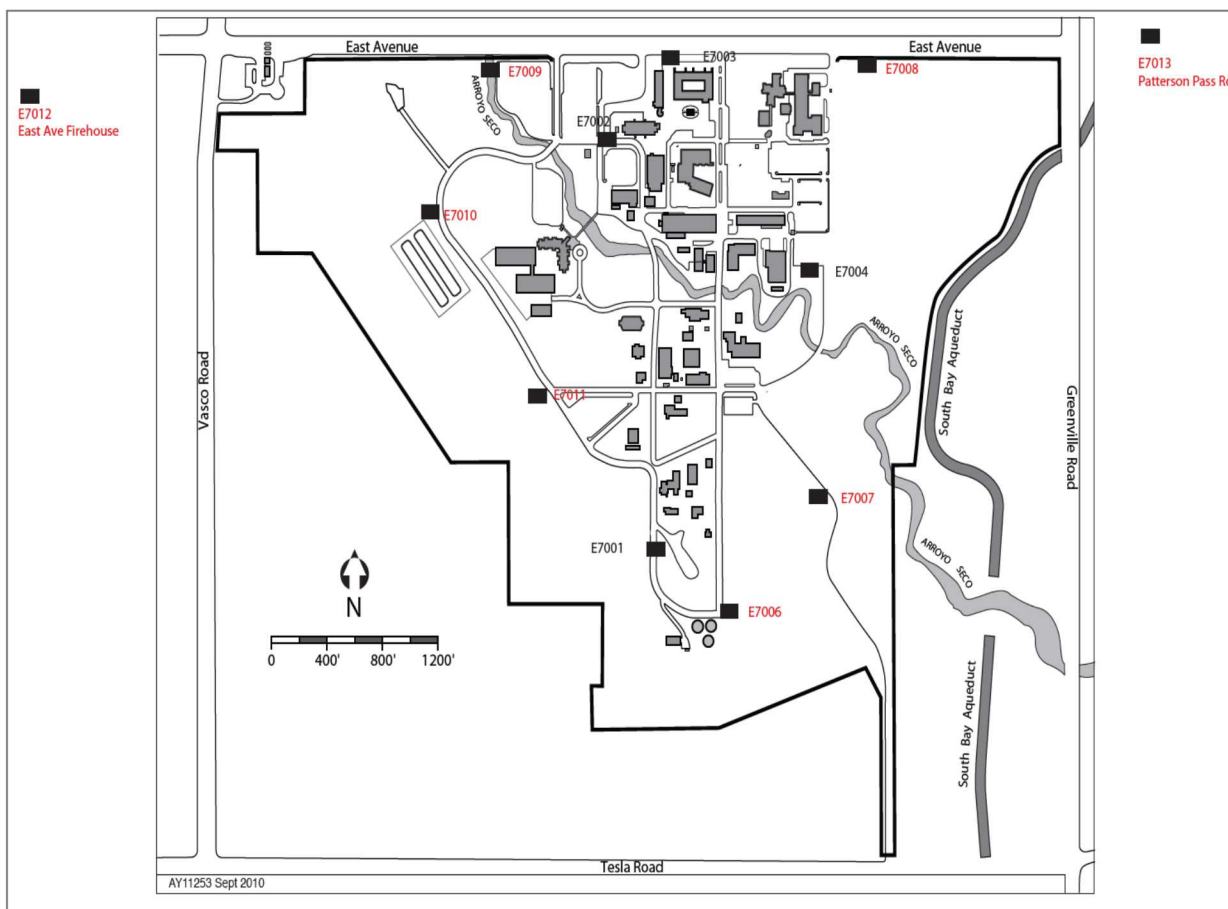 East Avenue
East Avenue
E7003
E7013
Patterson Pass Ro
E7009
E7008
E7012
East Ave Firehouse
ARROYO SECO
E7002
E7010
E7004
ARROYO SECO
South Bay Aqueduct
Vasco Road
Greenville Road
E7011
E7007
E7001
ARROYO SECO
N
E7006
0 400' 800' 1200'
South Bay Aqueduct
Tesla Road
AY11253 Sept 2010